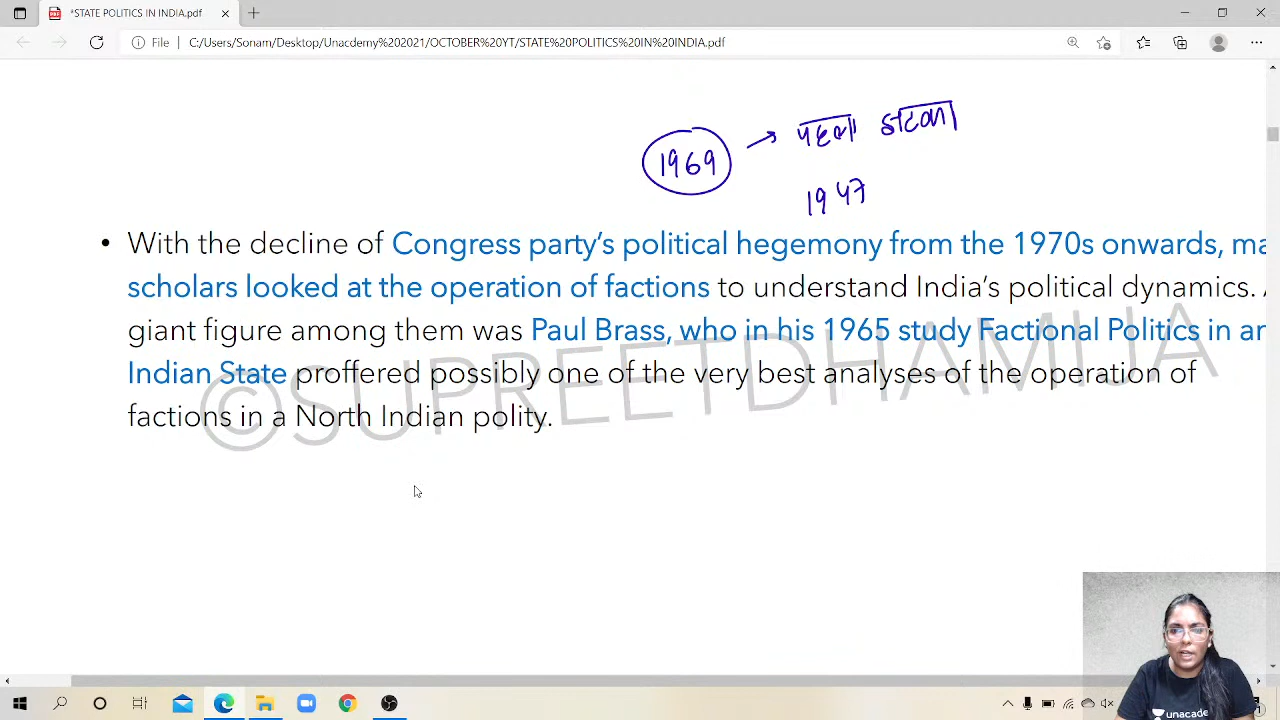 *STATE POLITICS IN INDIA.pdf
File | C:/Users/Sonam/Desktop/Unacdemy%202021/OCTOBER%20YT/STATE%20POLITICS%20IN%20INDIA.pdf
1969 → पहला झटका
1947
• With the decline of Congress party's political hegemony from the 1970s onwards, ma
scholars looked at the operation of factions to understand India's political dynamics. A
giant figure among them was Paul Brass, who in his 1965 study Factional Politics in an
Indian State proffered possibly one of the very best analyses of the operation of
factions in a North Indian polity.
©SUPREETDHAMIJA
unacade